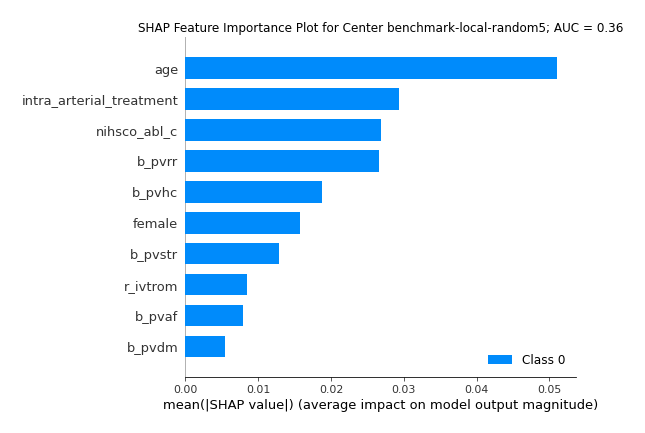 SHAP Feature Importance Plot for Center benchmark-local-random5; AUC = 0.36
age
intra_arterial_treatment
nihsco_abl_c
b_pvrr
b_pvhc
female
b_pvstr
r_ivtrom
b_pvaf
b_pvdm
Class 0
0.00 0.01 0.02 0.03 0.04 0.05
mean(|SHAP value|) (average impact on model output magnitude)